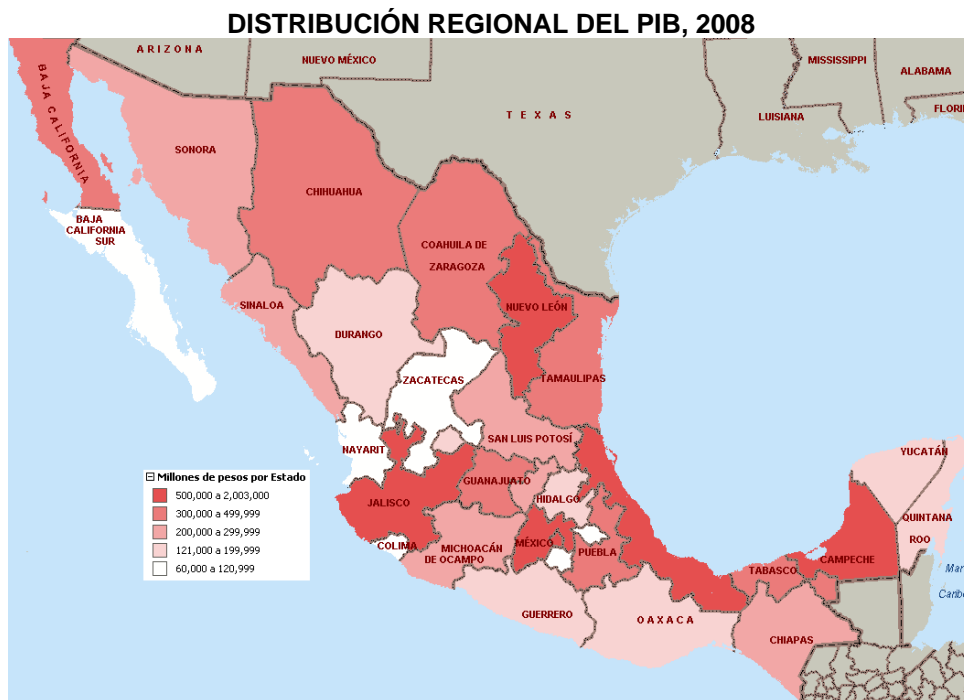 DISTRIBUCIÓN REGIONAL DEL PIB, 2008
ARIZONA
NUEVO MÉXICO
MISSISSIPPI
ALABAMA
TEXAS
LUISIANA
FLORI
BAJA CALIFORNIA
SONORA
CHIHUAHUA
BAJA
CALIFORNIA
SUR
COAHUILA DE
ZARAGOZA
SINALOA
NUEVO LEÓN
DURANGO
ZACATECAS
TAMAULIPAS
NAYARIT
SAN LUIS POTOSÍ
YUCATÁN
GUANAJUATO
HIDALGO
JALISCO
QUINTANA
ROO
COLIMA
MICHOACÁN
DE OCAMPO
MÉXICO
PUEBLA
TABASCO
CAMPECHE
Mar
Caribe
GUERRERO
OAXACA
CHIAPAS
Millones de pesos por Estado
500,000 a 2,003,000
300,000 a 499,999
200,000 a 299,999
121,000 a 199,999
60,000 a 120,999